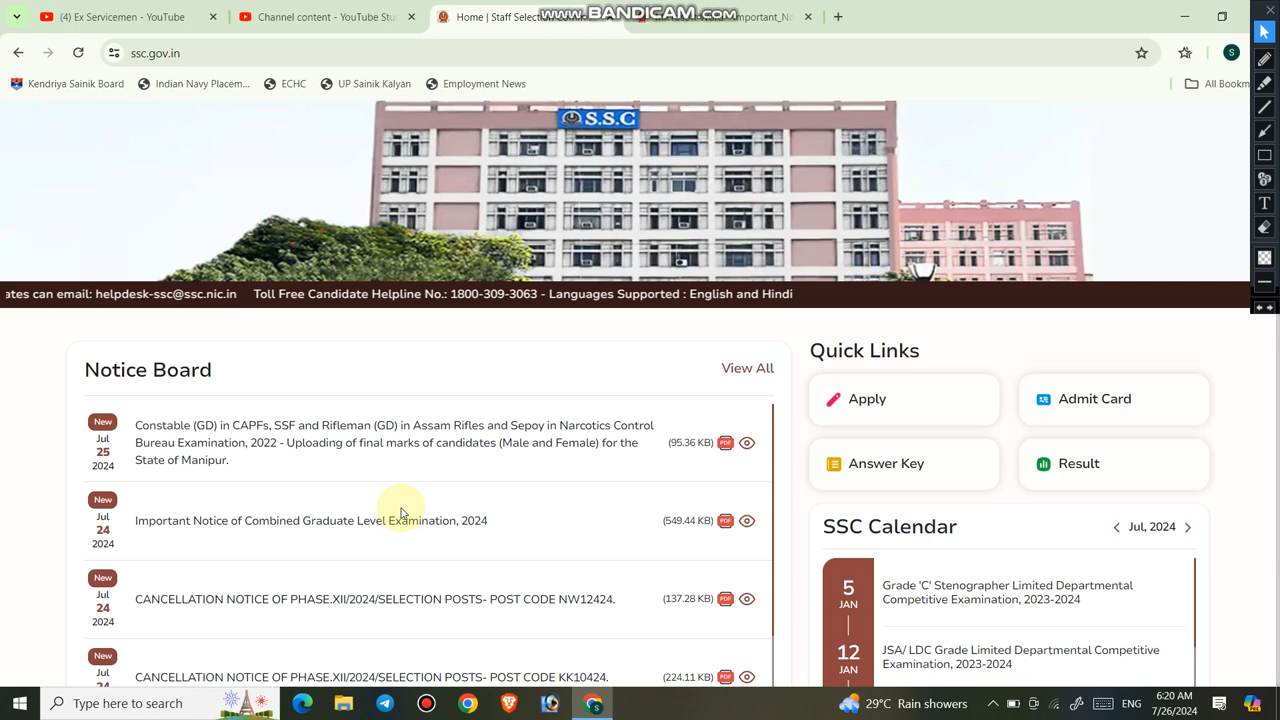 (4) Ex Servicemen - YouTube
Channel content - YouTube Stu
Home | Staff Selection
www.BANDICAM.com
mportant_No
ssc.gov.in
S
Kendriya Sainik Board
Indian Navy Placem...
ECHC
UP Sainik Kalyan
Employment News
All Bookm
S.S.C
ates can email: helpdesk-ssc@ssc.nic.in Toll Free Candidate Helpline No.: 1800-309-3063 - Languages Supported : English and Hindi
Notice Board
View All
New
Jul
25
2024
Constable (GD) in CAPFs, SSF and Rifleman (GD) in Assam Rifles and Sepoy in Narcotics Control
Bureau Examination, 2022 - Uploading of final marks of candidates (Male and Female) for the
State of Manipur.
(95.36 KB)
PDF
New
Jul
24
2024
Important Notice of Combined Graduate Level Examination, 2024
(549.44 KB)
PDF
New
Jul
24
2024
CANCELLATION NOTICE OF PHASE.XII/2024/SELECTION POSTS- POST CODE NW12424.
(137.28 KB)
PDF
New
Jul
24
CANCELLATION NOTICE OF PHASE.XII/2024/SELECTION POSTS- POST CODE KK10424.
(224.11 KB)
PDF
Quick Links
Apply
Admit Card
Answer Key
Result
SSC Calendar
Jul, 2024
5
JAN
Grade 'C' Stenographer Limited Departmental
Competitive Examination, 2023-2024
12
JAN
JSA/ LDC Grade Limited Departmental Competitive
Examination, 2023-2024
Type here to search
29°C Rain showers
ENG
6:20 AM
7/26/2024